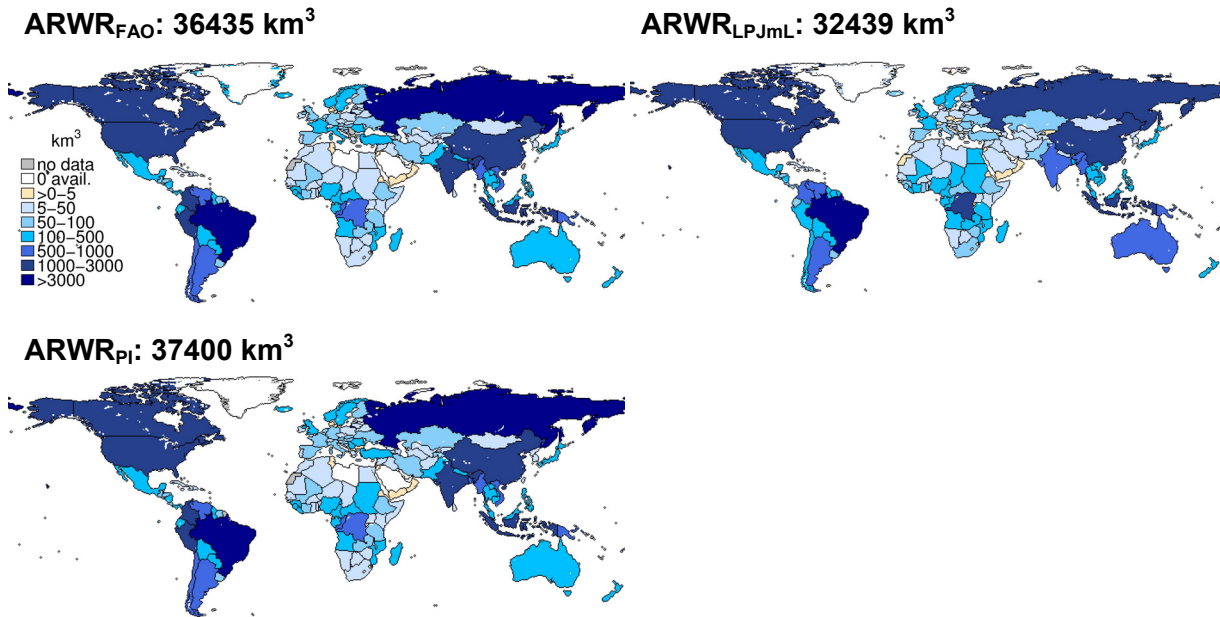 ARWR_FAO: 36435 km³
ARWR_LPJmL: 32439 km³
km³
no data
0 avail.
>0−5
5−50
50−100
100−500
500−1000
1000−3000
>3000
ARWR_PI: 37400 km³